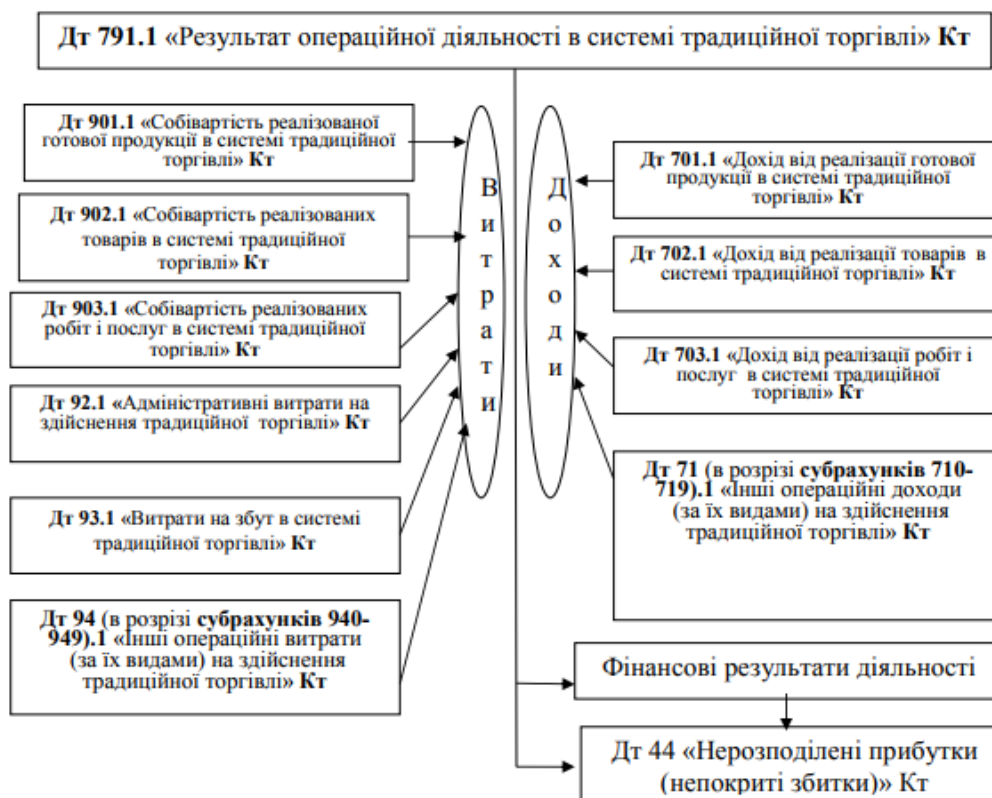 Дт 791.1 «Результат операційної діяльності в системі традиційної торгівлі» Кт
Дт 901.1 «Собівартість реалізованої
готової продукції в системі традиційної
торгівлі» Кт
Дт 902.1 «Собівартість реалізованих
товарів в системі традиційної
торгівлі» Кт
Дт 903.1 «Собівартість реалізованих
робіт і послуг в системі традиційної
торгівлі» Кт
Дт 92.1 «Адміністративні витрати на
здійснення традиційної торгівлі» Кт
Дт 93.1 «Витрати на збут в системі
традиційної торгівлі» Кт
Дт 94 (в розрізі субрахунків 940-
949).1 «Інші операційні витрати
(за їх видами) на здійснення
традиційної торгівлі» Кт
В
и
т
р
а
т
и
Д
о
х
о
д
и
Дт 701.1 «Дохід від реалізації готової
продукції в системі традиційної
торгівлі» Кт
Дт 702.1 «Дохід від реалізації товарів в
системі традиційної торгівлі» Кт
Дт 703.1 «Дохід від реалізації робіт і
послуг в системі традиційної
торгівлі» Кт
Дт 71 (в розрізі субрахунків 710-
719).1 «Інші операційні доходи
(за їх видами) на здійснення
традиційної торгівлі» Кт
Фінансові результати діяльності
Дт 44 «Нерозподілені прибутки
(непокриті збитки)» Кт